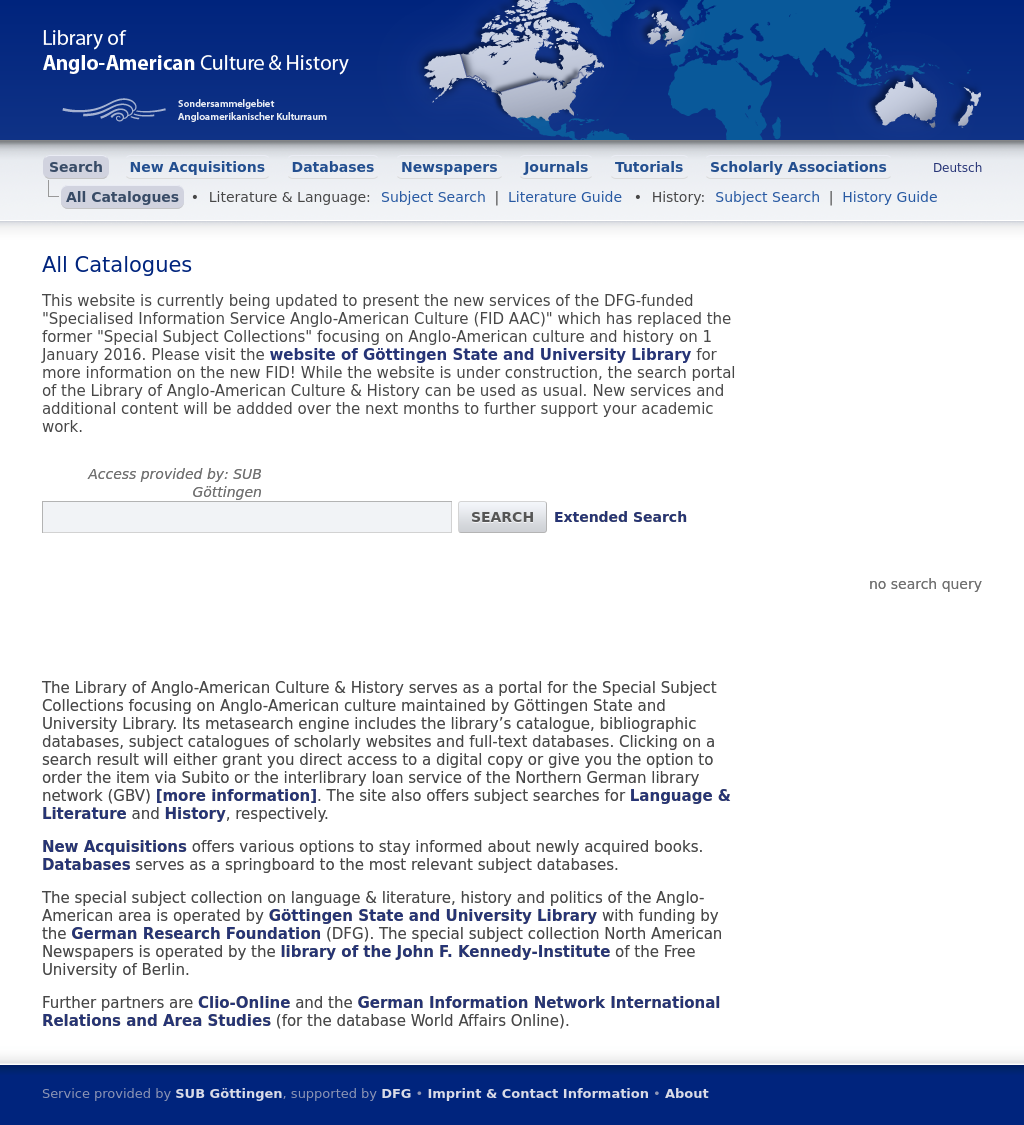 Library of
Anglo-American Culture & History
Sondersammelgebiet
Angloamerikanischer Kulturraum
Search New Acquisitions Databases Newspapers Journals Tutorials Scholarly Associations Deutsch
All Catalogues • Literature & Language: Subject Search | Literature Guide • History: Subject Search | History Guide
All Catalogues
This website is currently being updated to present the new services of the DFG-funded
"Specialised Information Service Anglo-American Culture (FID AAC)" which has replaced the
former "Special Subject Collections" focusing on Anglo-American culture and history on 1
January 2016. Please visit the website of Göttingen State and University Library for
more information on the new FID! While the website is under construction, the search portal
of the Library of Anglo-American Culture & History can be used as usual. New services and
additional content will be addded over the next months to further support your academic
work.
Access provided by: SUB
Göttingen
SEARCH Extended Search
no search query
The Library of Anglo-American Culture & History serves as a portal for the Special Subject
Collections focusing on Anglo-American culture maintained by Göttingen State and
University Library. Its metasearch engine includes the library’s catalogue, bibliographic
databases, subject catalogues of scholarly websites and full-text databases. Clicking on a
search result will either grant you direct access to a digital copy or give you the option to
order the item via Subito or the interlibrary loan service of the Northern German library
network (GBV) [more information]. The site also offers subject searches for Language &
Literature and History, respectively.
New Acquisitions offers various options to stay informed about newly acquired books.
Databases serves as a springboard to the most relevant subject databases.
The special subject collection on language & literature, history and politics of the Anglo-
American area is operated by Göttingen State and University Library with funding by
the German Research Foundation (DFG). The special subject collection North American
Newspapers is operated by the library of the John F. Kennedy-Institute of the Free
University of Berlin.
Further partners are Clio-Online and the German Information Network International
Relations and Area Studies (for the database World Affairs Online).
Service provided by SUB Göttingen, supported by DFG • Imprint & Contact Information • About